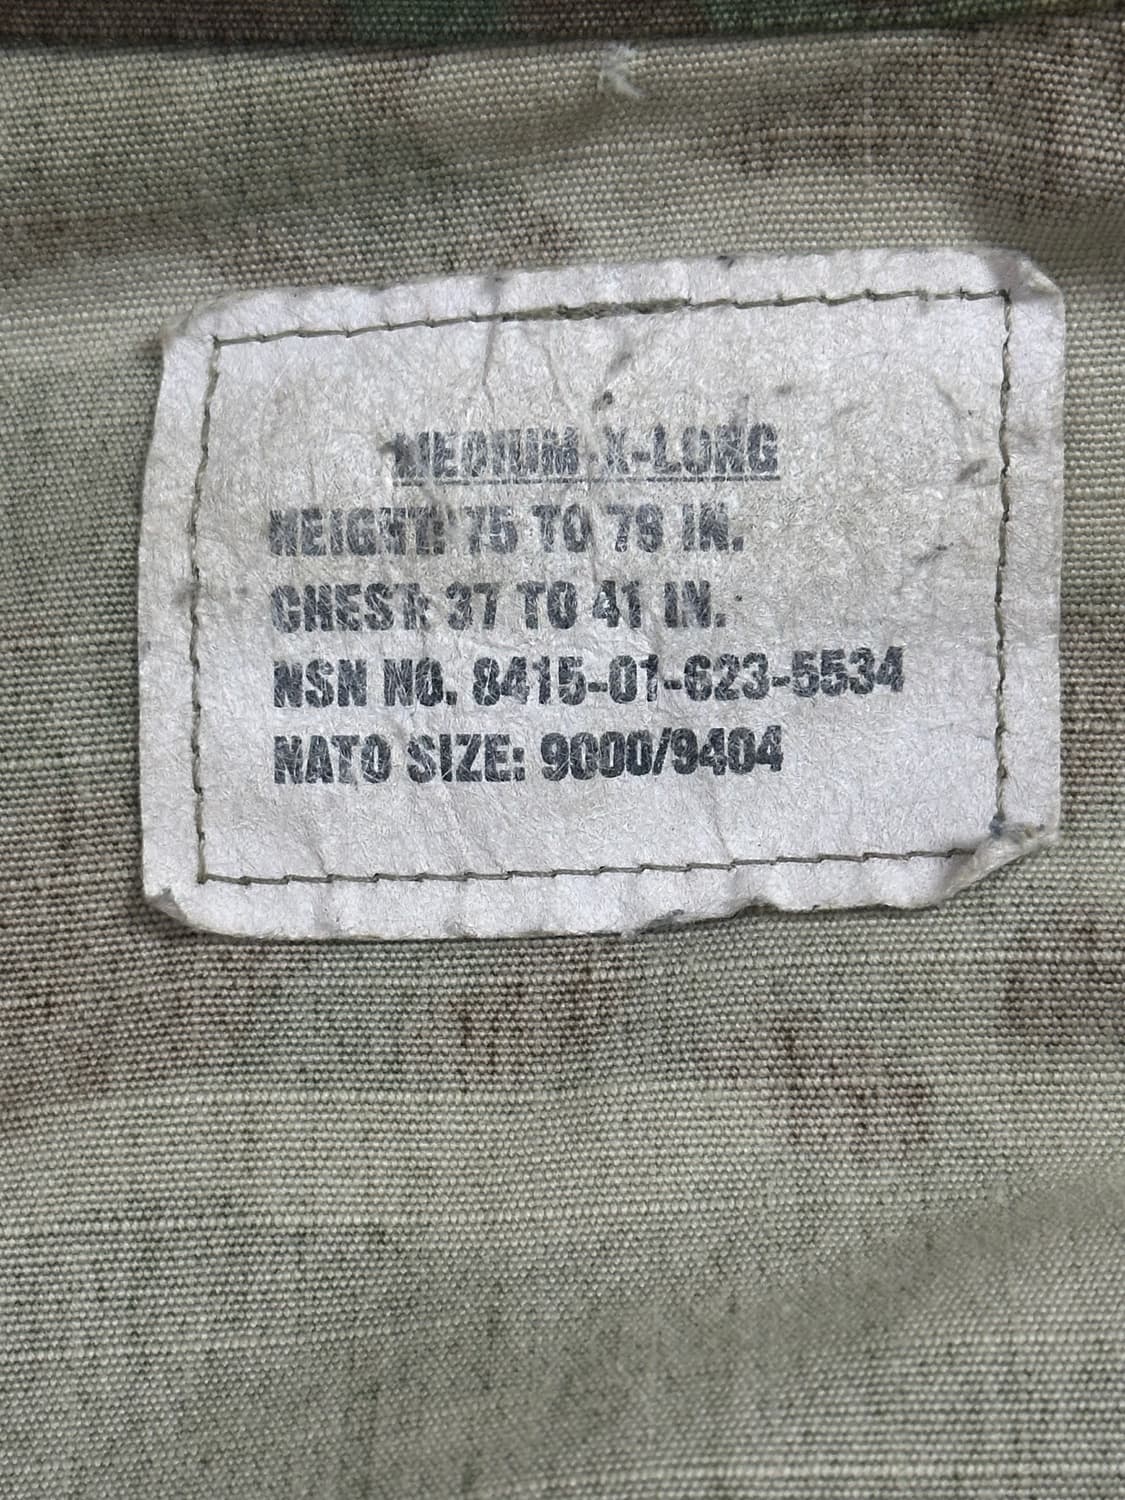 MEDIUM X-LONG
HEIGHT: 75 TO 79 IN.
CHEST: 37 TO 41 IN.
NSN NO. 8415-01-623-5534
NATO SIZE: 9000/9404